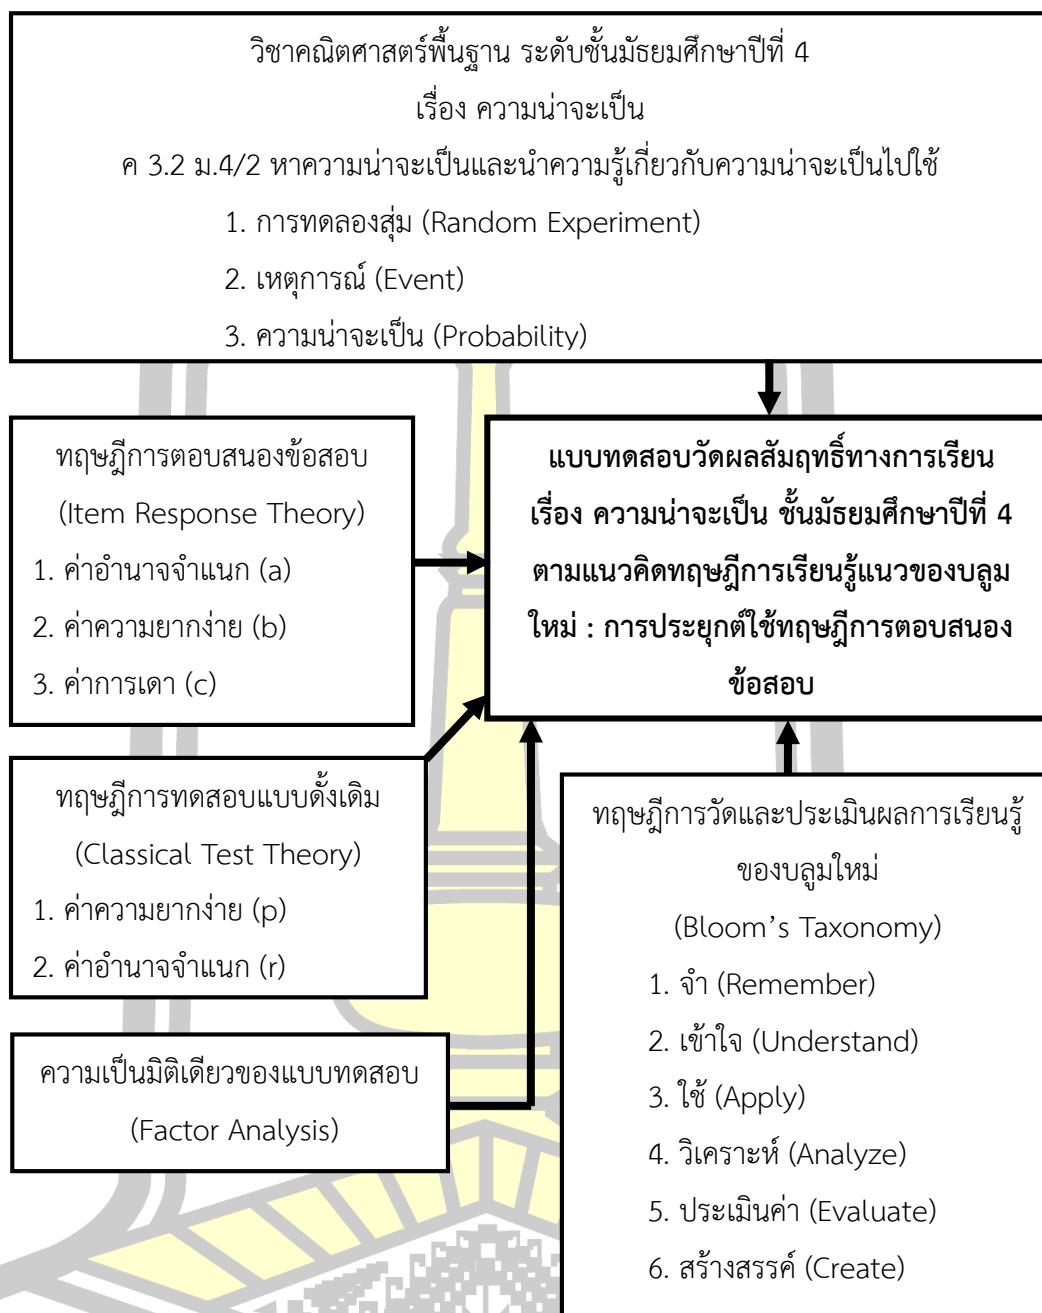 วิชาคณิตศาสตร์พื้นฐาน ระดับชั้นมัธยมศึกษาปีที่ 4
เรื่อง ความน่าจะเป็น
ค 3.2 ม.4/2 หาความน่าจะเป็นและนำความรู้เกี่ยวกับความน่าจะเป็นไปใช้
1. การทดลองสุ่ม (Random Experiment)
2. เหตุการณ์ (Event)
3. ความน่าจะเป็น (Probability)
ทฤษฎีการตอบสนองข้อสอบ
(Item Response Theory)
1. ค่าอำนาจจำแนก (a)
2. ค่าความยากง่าย (b)
3. ค่าการเดา (c)
แบบทดสอบวัดผลสัมฤทธิ์ทางการเรียน
เรื่อง ความน่าจะเป็น ชั้นมัธยมศึกษาปีที่ 4
ตามแนวคิดทฤษฎีการเรียนรู้แนวของบลูม
ใหม่ : การประยุกต์ใช้ทฤษฎีการตอบสนอง
ข้อสอบ
ทฤษฎีการทดสอบแบบดั้งเดิม
(Classical Test Theory)
1. ค่าความยากง่าย (p)
2. ค่าอำนาจจำแนก (r)
ความเป็นมิติเดียวของแบบทดสอบ
(Factor Analysis)
ทฤษฎีการวัดและประเมินผลการเรียนรู้
ของบลูมใหม่
(Bloom’s Taxonomy)
1. จำ (Remember)
2. เข้าใจ (Understand)
3. ใช้ (Apply)
4. วิเคราะห์ (Analyze)
5. ประเมินค่า (Evaluate)
6. สร้างสรรค์ (Create)